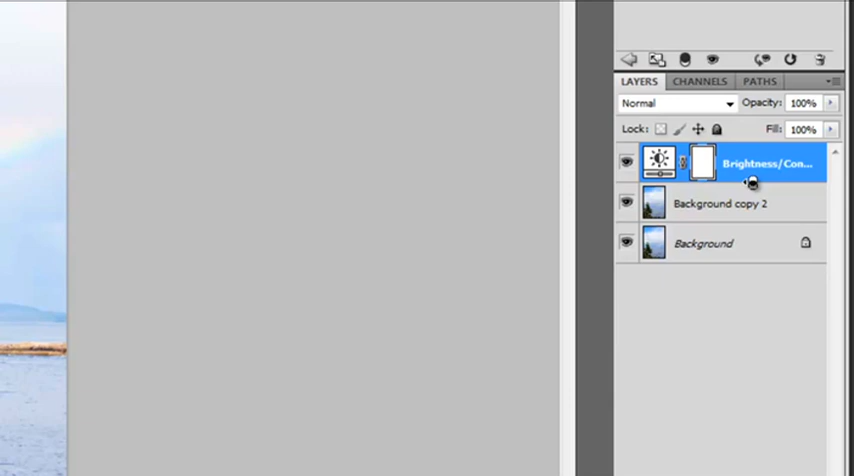 LAYERS CHANNELS PATHS
Normal Opacity: 100%
Lock: Fill: 100%
Brightness/Con...
Background copy 2
Background